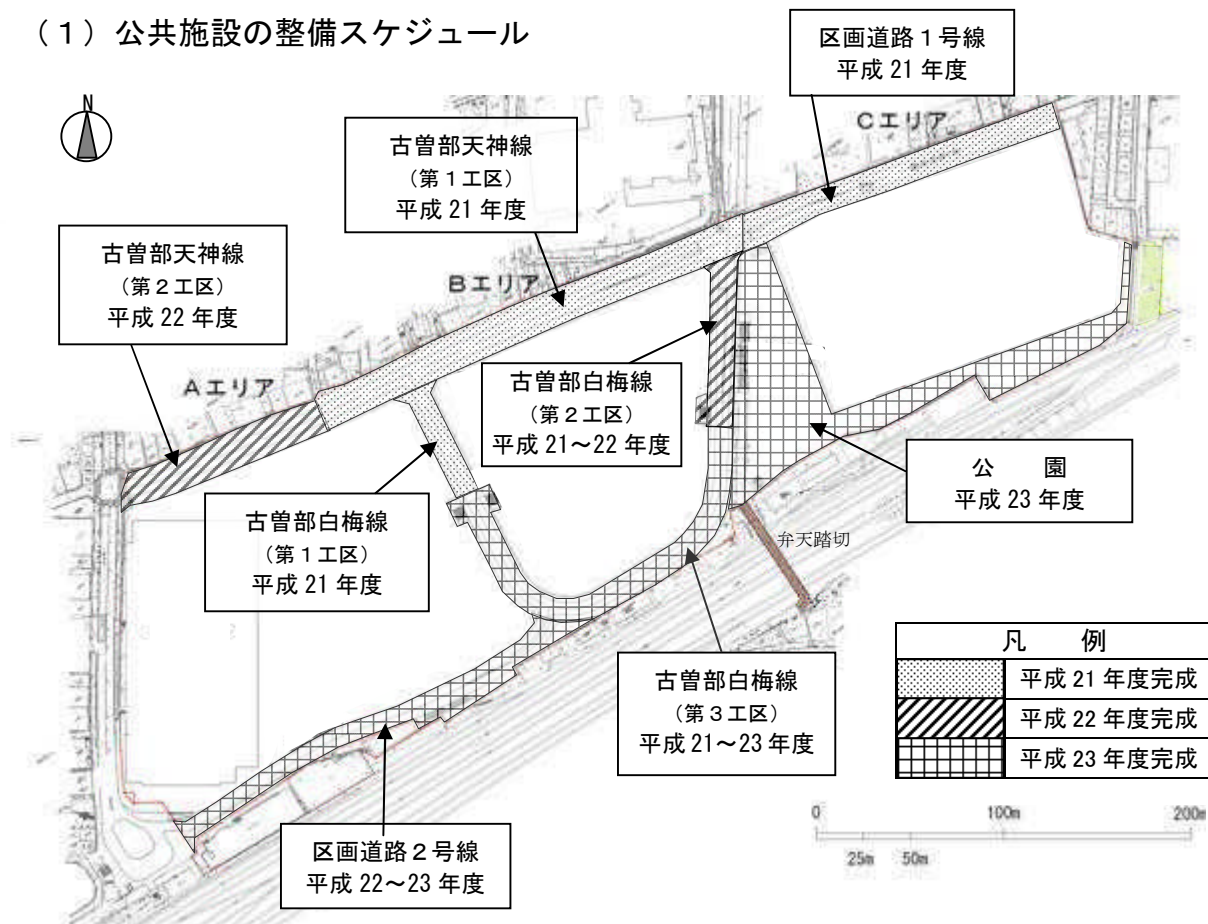 （１）公共施設の整備スケジュール
N
区画道路１号線
平成 21 年度
Ｃエリア
古曽部天神線
（第１工区）
平成 21 年度
古曽部天神線
（第２工区）
平成 22 年度
Ｂエリア
Ａエリア
古曽部白梅線
（第２工区）
平成 21～22 年度
公　園
平成 23 年度
古曽部白梅線
（第１工区）
平成 21 年度
弁天踏切
古曽部白梅線
（第３工区）
平成 21～23 年度
区画道路２号線
平成 22～23 年度
凡　例
平成 21 年度完成
平成 22 年度完成
平成 23 年度完成
0 100m 200m
25m 50m